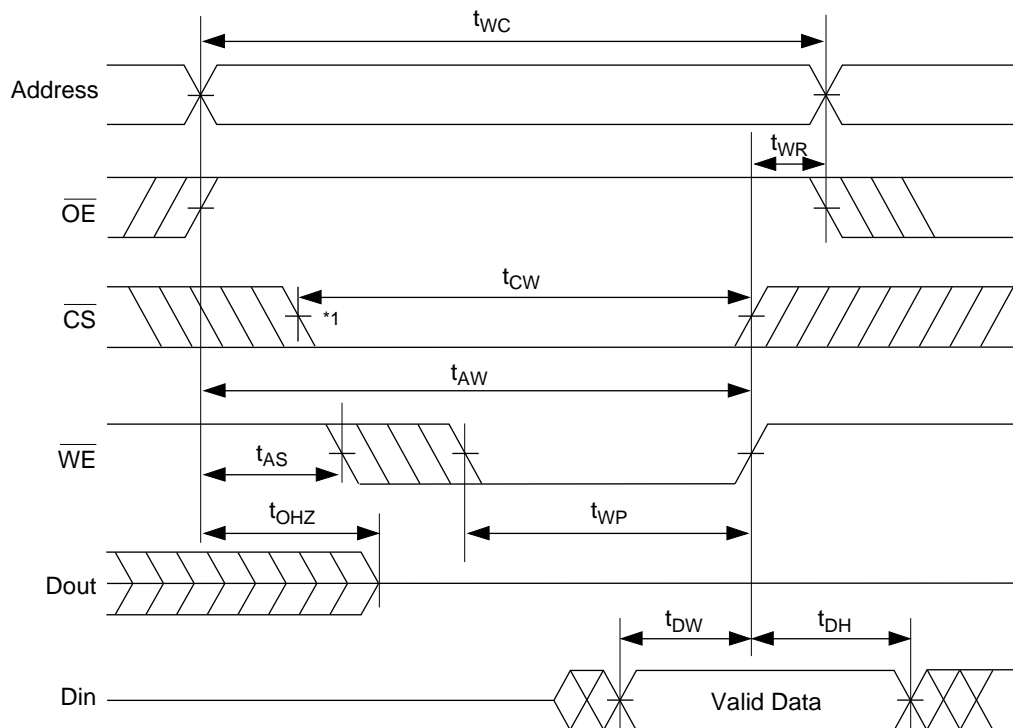 tWC
Address
tWR
OE
tCW
CS
*1
tAW
WE
tAS
tOHZ
tWP
Dout
tDW
tDH
Din
Valid Data